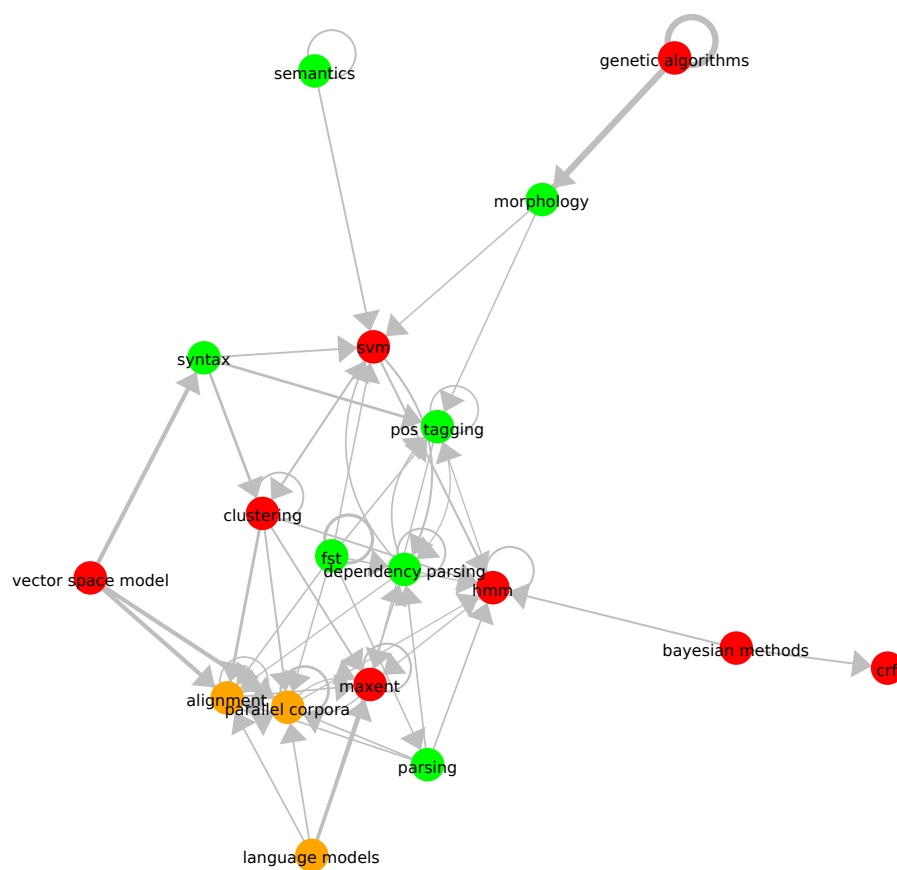 genetic algorithms
semantics
morphology
svm
syntax
pos tagging
clustering
fst
dependency parsing
vector space model
hmm
bayesian methods
crf
maxent
alignment
parallel corpora
parsing
language models